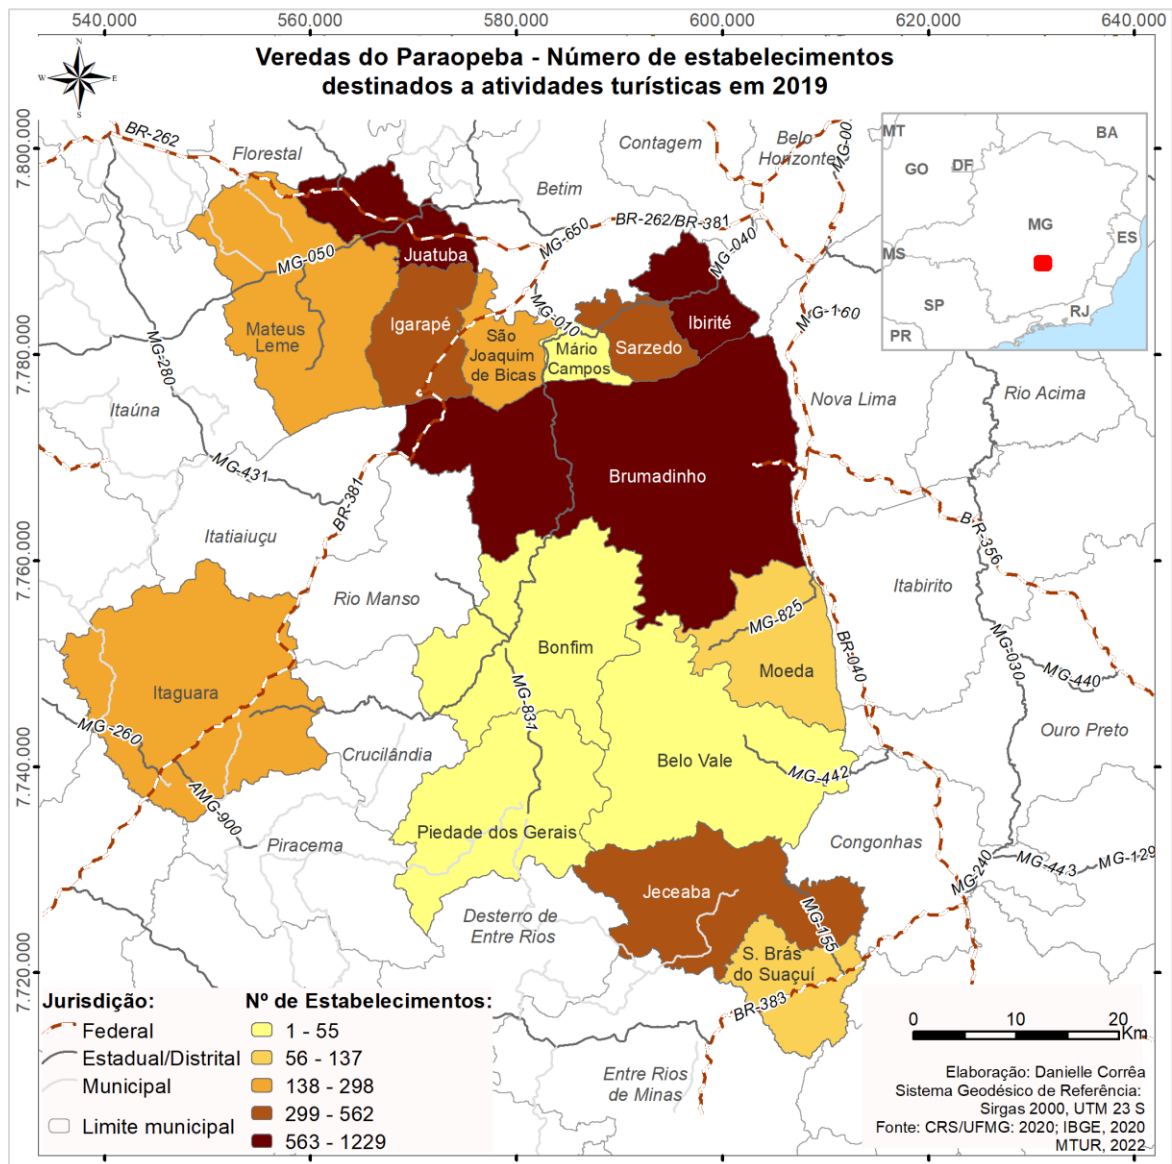 540.000
560.000
580.000
600.000
620.000
640.000
Veredas do Paraopeba - Número de estabelecimentos
destinados a atividades turísticas em 2019
N
W
E
S
7.800.000
7.780.000
7.760.000
7.740.000
7.720.000
BR-262
Florestal
Contagem
Belo
Horizonte
MG-00
Betim
BR-262/BR-381
MG-650
MG-040
MG-050
Juatuba
MG-010
MG-160
Mateus
Leme
Igarapé
São
Joaquim
de Bicas
Mário
Campos
Sarzedo
Ibirité
MG-280
Itaúna
Nova Lima
Rio Acima
MG-431
BR-381
Brumadinho
BR-356
Itatiaiuçu
Rio Manso
Itabirito
MG-825
Bonfim
Moeda
BR-040
MG-030
MG-440
Itaguara
MG-831
MG-260
Crucilândia
Belo Vale
MG-442
Ouro Preto
AMG-900
Piracema
Piedade dos Gerais
Congonhas
MG-240
MG-443
MG-129
Jeceaba
MG-155
Desterro de
Entre Rios
S. Brás
do Suaçuí
BR-383
Entre Rios
de Minas
MT
BA
GO
DF
MG
ES
MS
SP
RJ
PR
Jurisdição:
Federal
Estadual/Distrital
Municipal
Limite municipal
Nº de Estabelecimentos:
1 - 55
56 - 137
138 - 298
299 - 562
563 - 1229
0 10 20
Km
Elaboração: Danielle Corrêa
Sistema Geodésico de Referência:
Sirgas 2000, UTM 23 S
Fonte: CRS/UFMG: 2020; IBGE, 2020
MTUR, 2022